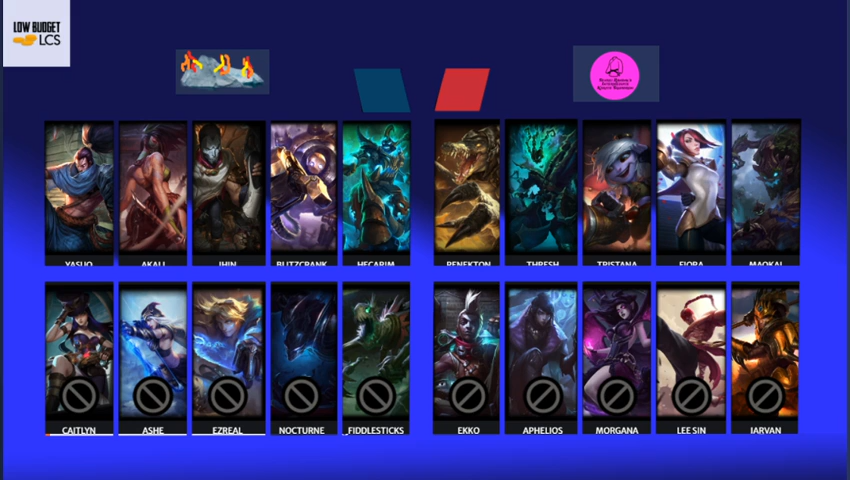 LOW BUDGET
LCS
YASUO
AKALI
JHIN
BLITZCRANK
HECARIM
RENEKTON
THRESH
TRISTANA
FIORA
MAOKAI
CAITLYN
ASHE
EZREAL
NOCTURNE
FIDDLESTICKS
EKKO
APHELIOS
MORGANA
LEE SIN
JARVAN